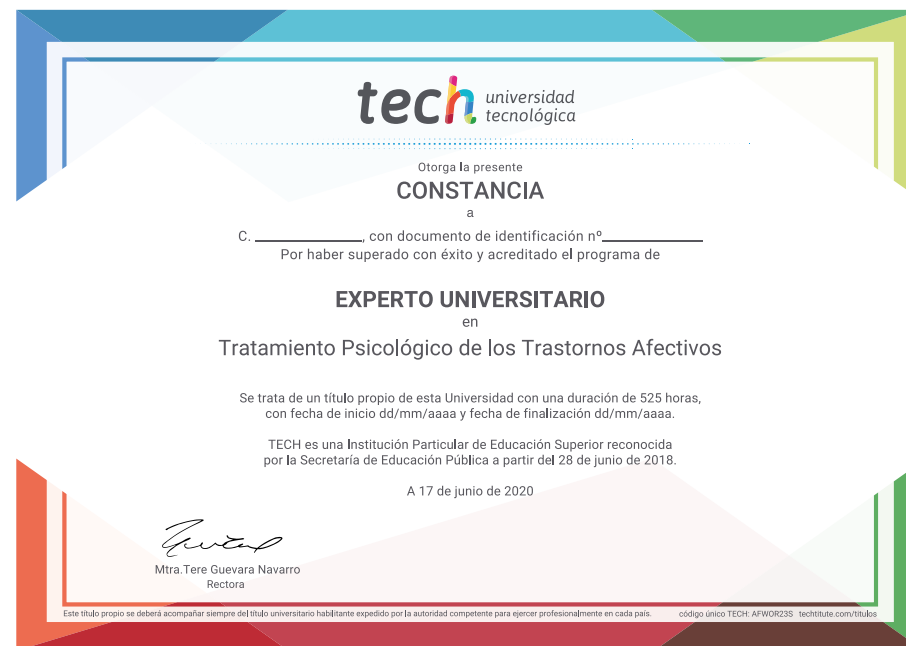 tech universidad
tecnológica
Otorga la presente
CONSTANCIA
a
C. ____________, con documento de identificación nº____________
Por haber superado con éxito y acreditado el programa de
EXPERTO UNIVERSITARIO
en
Tratamiento Psicológico de los Trastornos Afectivos
Se trata de un título propio de esta Universidad con una duración de 525 horas,
con fecha de inicio dd/mm/aaaa y fecha de finalización dd/mm/aaaa.
TECH es una Institución Particular de Educación Superior reconocida
por la Secretaría de Educación Pública a partir del 28 de junio de 2018.
A 17 de junio de 2020
Mtra.Tere Guevara Navarro
Rectora
Este título propio se deberá acompañar siempre del título universitario habilitante expedido por la autoridad competente para ejercer profesionalmente en cada país. código único TECH: AFWOR23S techtitute.com/titulos